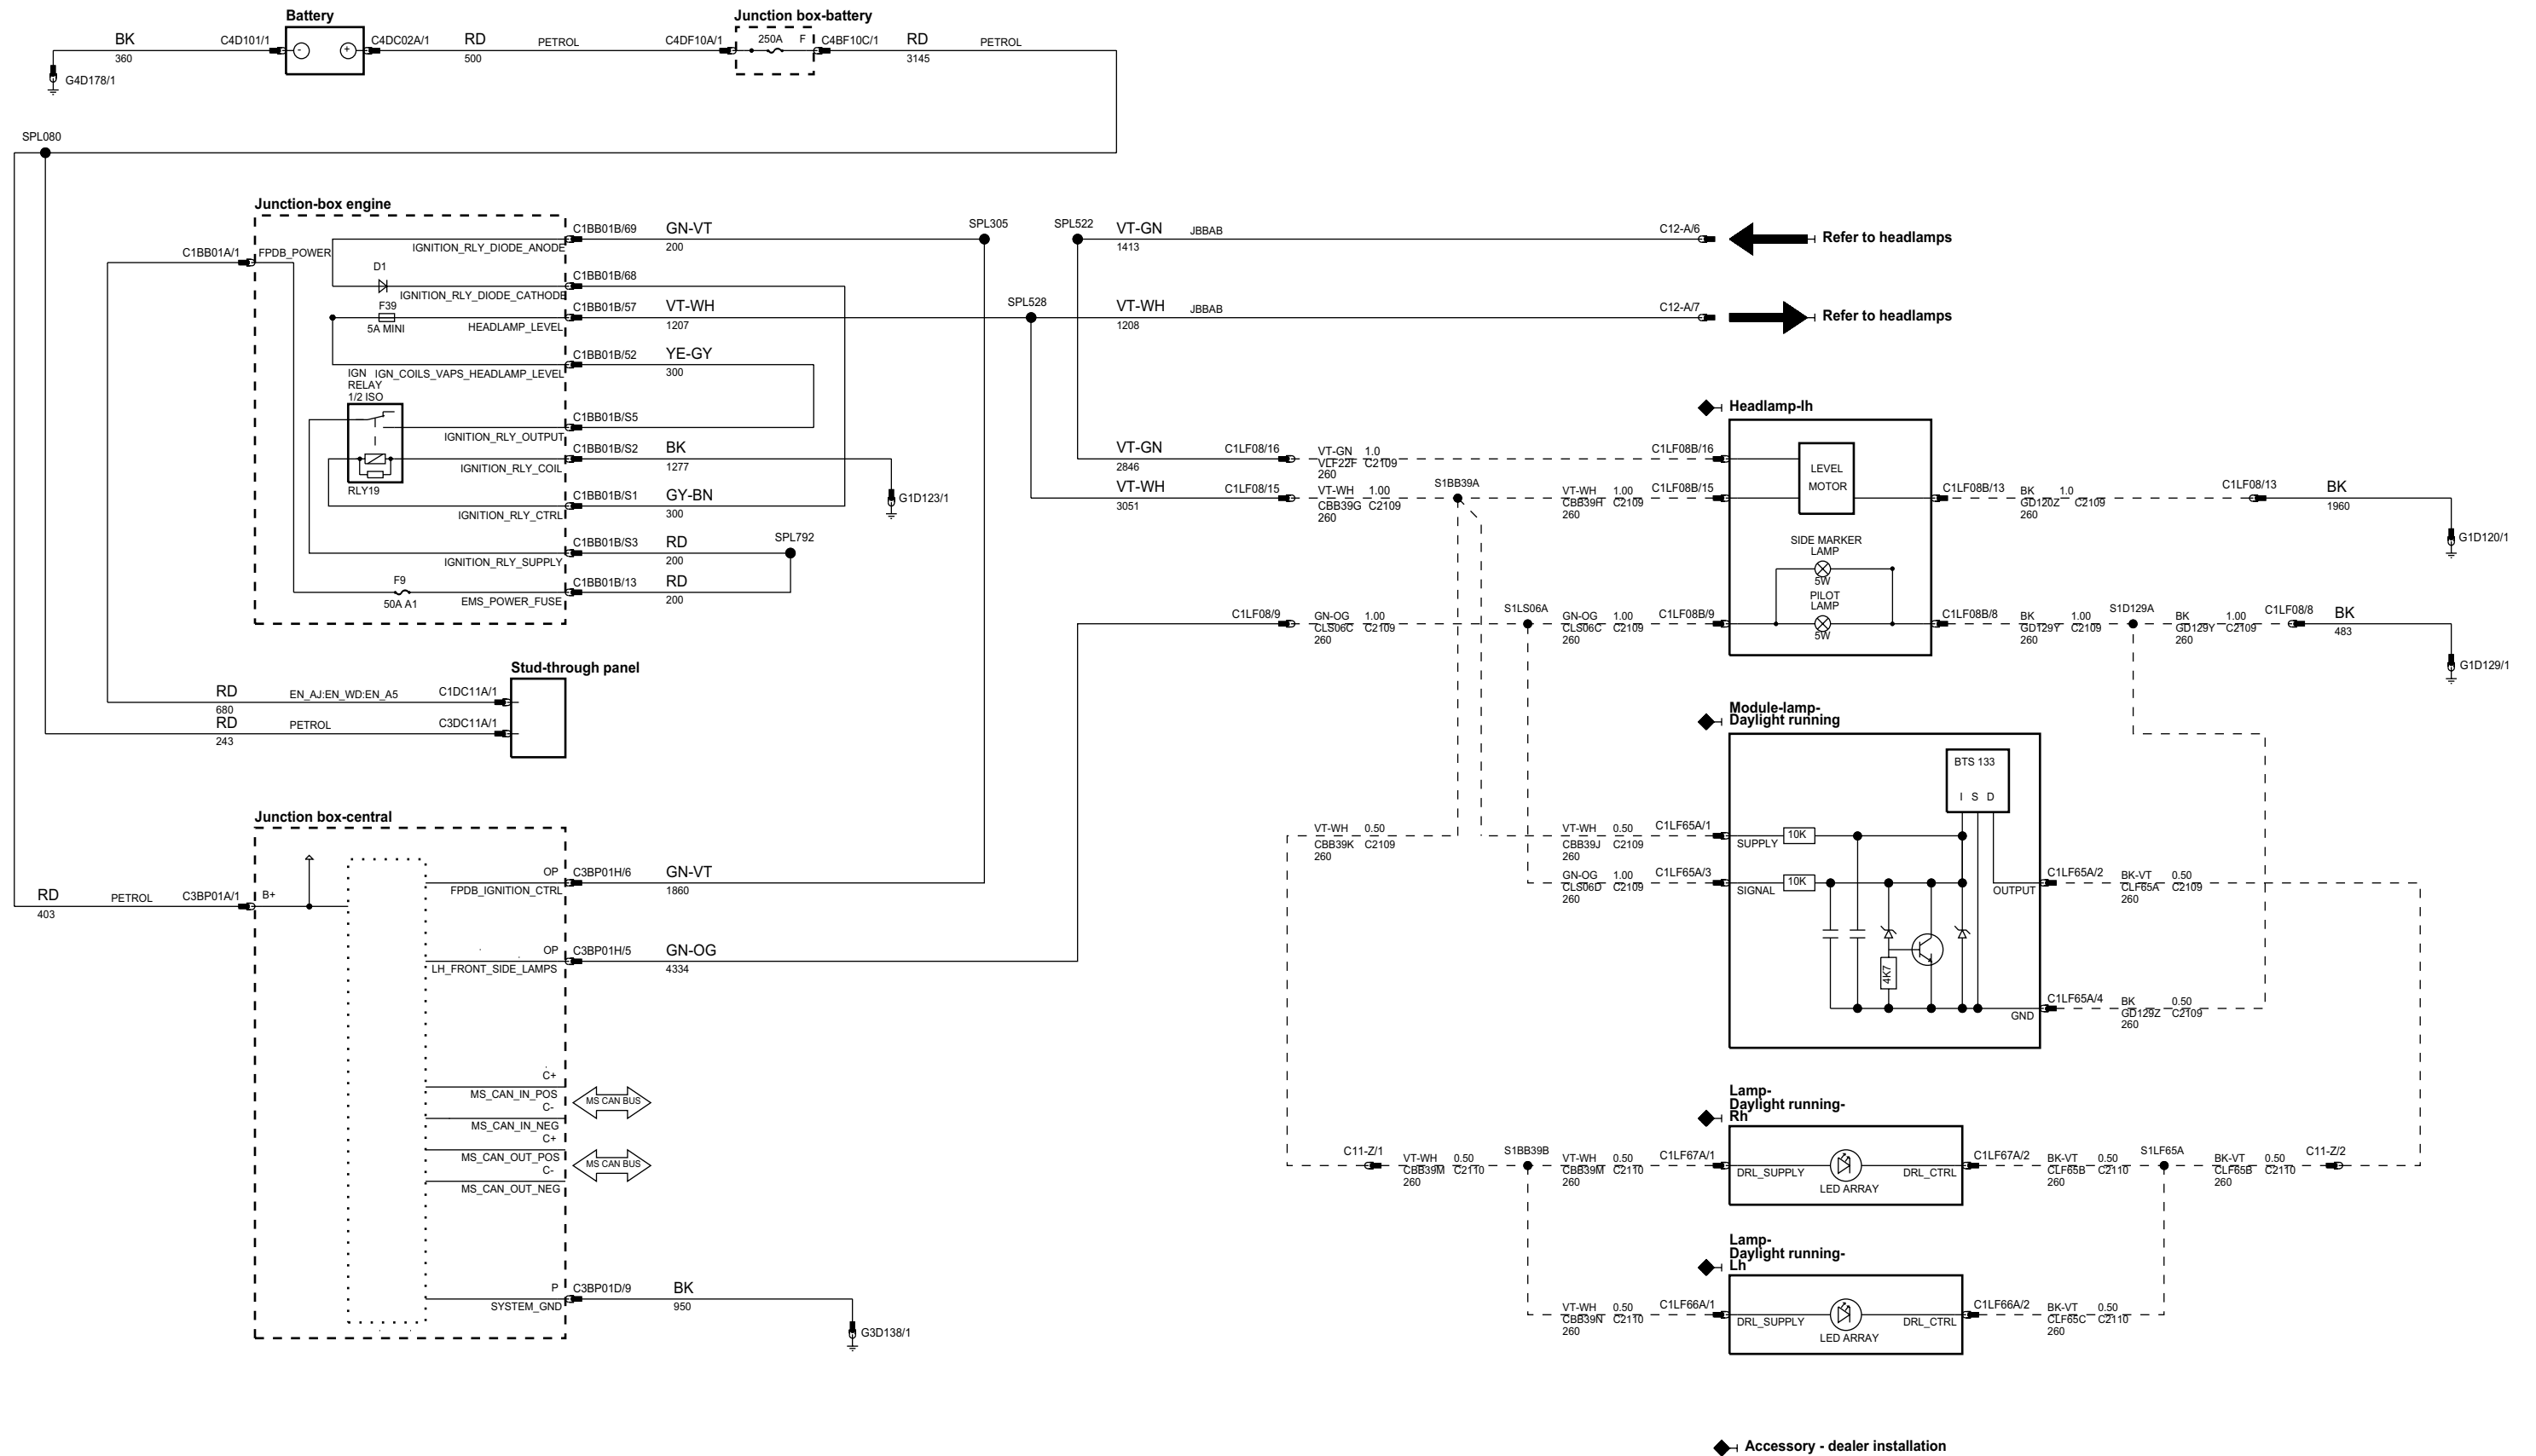 Battery
Junction box-battery
BK
360
C4D101/1
-
+
C4DC02A/1
RD
500
PETROL
C4DF10A/1
250A
F
C4BF10C/1
RD
3145
PETROL
G4D178/1
SPL080
Junction-box engine
C1BB01A/1
FPDB_POWER
IGNITION_RLY_DIODE_ANODE
C1BB01B/69
GN-VT
200
SPL305
SPL522
VT-GN
1413
JBBAB
C12-A/6
Refer to headlamps
D1
IGNITION_RLY_DIODE_CATHODE
C1BB01B/68
F39
5A MINI
HEADLAMP_LEVEL
C1BB01B/57
VT-WH
1207
SPL528
VT-WH
1208
JBBAB
C12-A/7
Refer to headlamps
C1BB01B/52
YE-GY
300
IGN
RELAY
1/2 ISO
IGN_COILS_VAPS_HEADLAMP_LEVEL
C1BB01B/S5
IGNITION_RLY_OUTPUT
C1BB01B/S2
BK
1277
IGNITION_RLY_COIL
RLY19
G1D123/1
C1BB01B/S1
GY-BN
300
IGNITION_RLY_CTRL
C1BB01B/S3
RD
200
SPL792
IGNITION_RLY_SUPPLY
F9
50A A1
EMS_POWER_FUSE
C1BB01B/13
RD
200
Headlamp-lh
VT-GN
2846
C1LF08/16
VT-GN 1.0
VLF22F C2109
260
C1LF08B/16
LEVEL
MOTOR
VT-WH
3051
C1LF08/15
VT-WH 1.00
CBB39G C2109
260
S1BB39A
VT-WH 1.00
CBB39H C2109
260
C1LF08B/15
C1LF08B/13
BK 1.0
GD120Z C2109
260
C1LF08/13
BK
1960
G1D120/1
SIDE MARKER
LAMP
5W
PILOT
LAMP
5W
C1LF08/9
GN-OG 1.00
CLS06C C2109
260
S1LS06A
GN-OG 1.00
CLS06C C2109
260
C1LF08B/9
C1LF08B/8
BK 1.00
GD129Y C2109
260
S1D129A
BK 1.00
GD129Y C2109
260
C1LF08/8
BK
483
G1D129/1
Stud-through panel
RD
680
EN_AJ:EN_WD:EN_A5
C1DC11A/1
RD
243
PETROL
C3DC11A/1
Module-lamp-
Daylight running
BTS 133
I S D
VT-WH 0.50
CBB39K C2109
260
VT-WH 0.50
CBB39J C2109
260
C1LF65A/1
SUPPLY
10K
GN-OG 1.00
CLS06D C2109
260
C1LF65A/3
SIGNAL
10K
4K7
OUTPUT
C1LF65A/2
BK-VT 0.50
CLF65A C2109
260
GND
C1LF65A/4
BK 0.50
GD129Z C2109
260
Junction box-central
RD
403
PETROL
C3BP01A/1
B+
OP
FPDB_IGNITION_CTRL
C3BP01H/6
GN-VT
1860
OP
LH_FRONT_SIDE_LAMPS
C3BP01H/5
GN-OG
4334
C+
MS_CAN_IN_POS
C-
MS_CAN_IN_NEG
MS CAN BUS
C+
MS_CAN_OUT_POS
C-
MS_CAN_OUT_NEG
MS CAN BUS
P
SYSTEM_GND
C3BP01D/9
BK
950
G3D138/1
Lamp-
Daylight running-
Rh
C11-Z/1
VT-WH 0.50
CBB39M C2110
260
S1BB39B
VT-WH 0.50
CBB39M C2110
260
C1LF67A/1
DRL_SUPPLY
LED ARRAY
DRL_CTRL
C1LF67A/2
BK-VT 0.50
CLF65B C2110
260
S1LF65A
BK-VT 0.50
CLF65B C2110
260
C11-Z/2
Lamp-
Daylight running-
Lh
VT-WH 0.50
CBB39N C2110
260
C1LF66A/1
DRL_SUPPLY
LED ARRAY
DRL_CTRL
C1LF66A/2
BK-VT 0.50
CLF65C C2110
260
Accessory - dealer installation